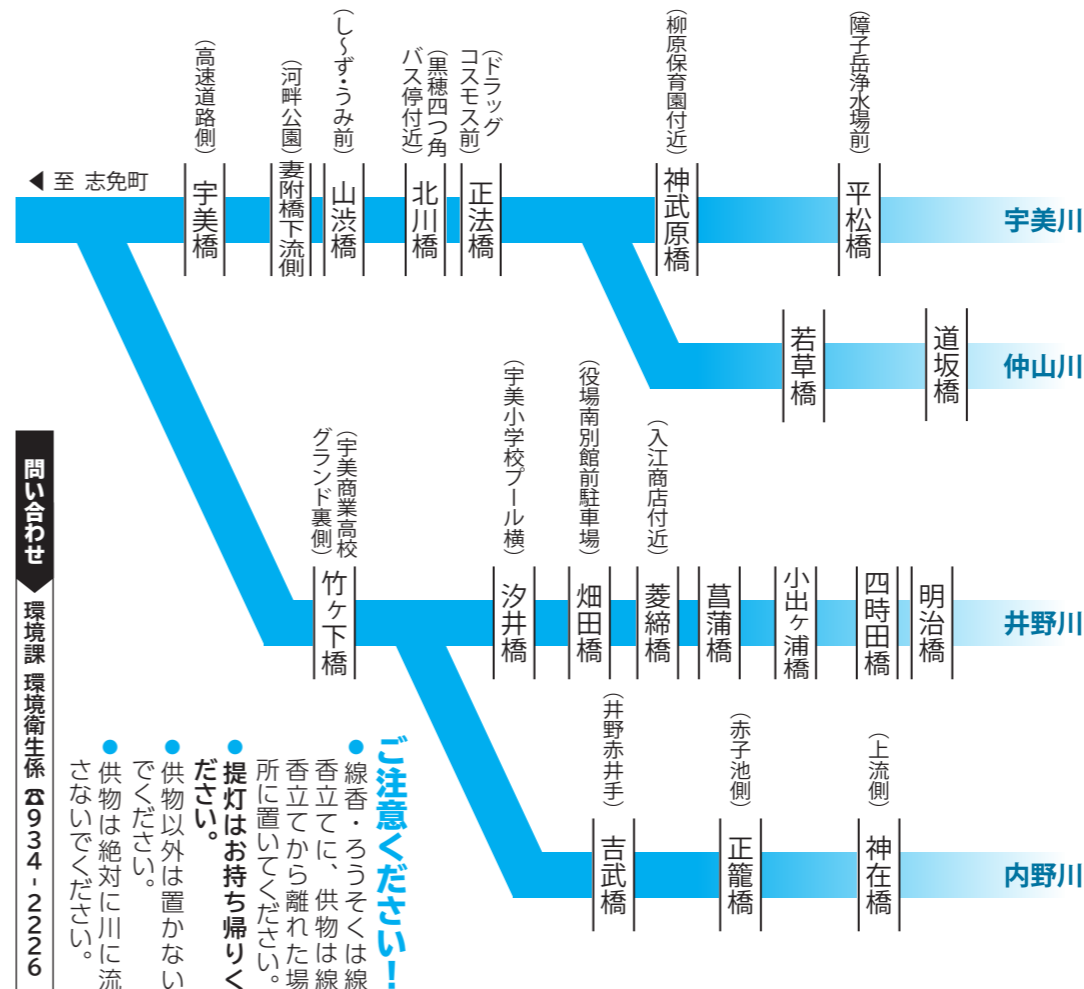 (高速道路側)
宇美橋
(河畔公園)
妻附橋下流側
(し~ず・うみ前)
山渋橋
(黒穂四つ角
バス停付近)
北川橋
(ドラッグ
コスモス前)
正法橋
(柳原保育園付近)
神武原橋
(障子岳浄水場前)
平松橋
宇美川
◀ 至 志免町
若草橋
道坂橋
仲山川
(宇美商業高校
グランド裏側)
竹ヶ下橋
(宇美小学校プール横)
汐井橋
(役場南別館前駐車場)
畑田橋
(入江商店付近)
菱締橋
菖蒲橋
小出ヶ浦橋
四時田橋
明治橋
井野川
(井野赤井手)
吉武橋
(赤子池側)
正籠橋
(上流側)
神在橋
内野川
ご注意ください!
● 線香・ろうそくは線
香立てに、供物は線
香立てから離れた場
所に置いてください。
● 提灯はお持ち帰りく
ださい。
● 供物以外は置かない
でください。
● 供物は絶対に川に流
さないでください。
問い合わせ
環境課 環境衛生係 ☎934-2226